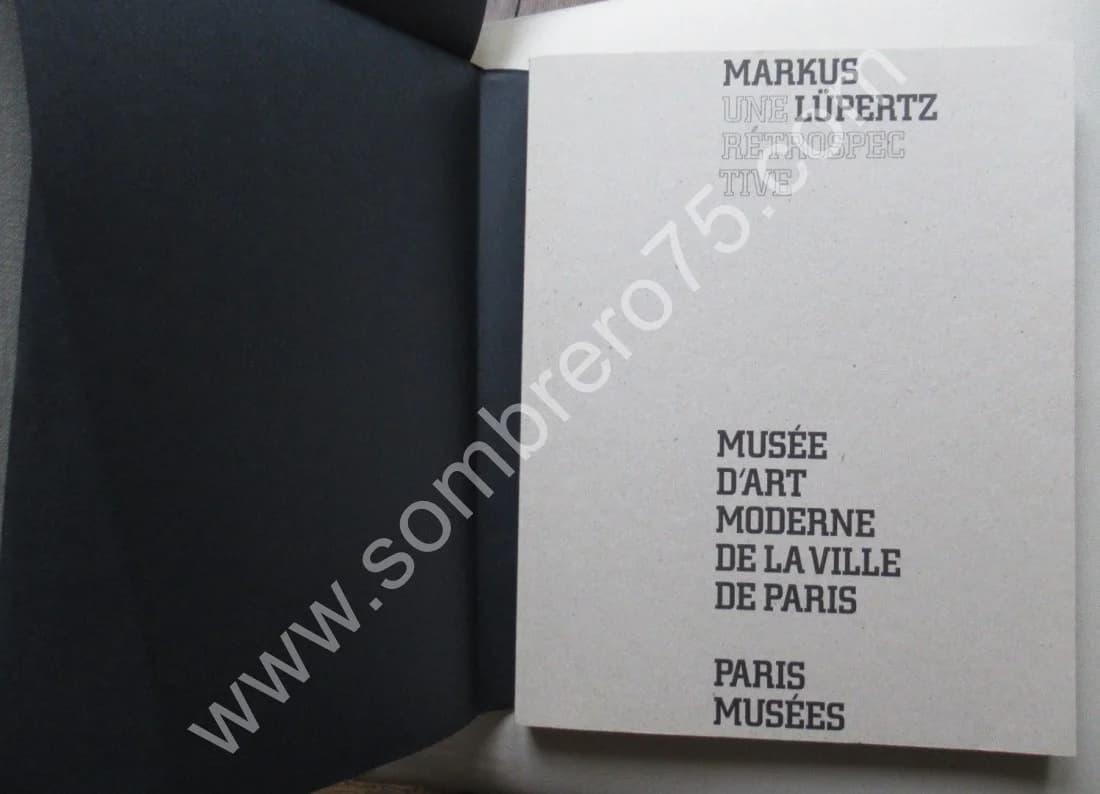 MARKUS
UNE LÜPERTZ
RÉTROSPEC
TIVE
MUSÉE
D'ART
MODERNE
DE LA VILLE
DE PARIS
PARIS
MUSÉES
www.sombrero75.com